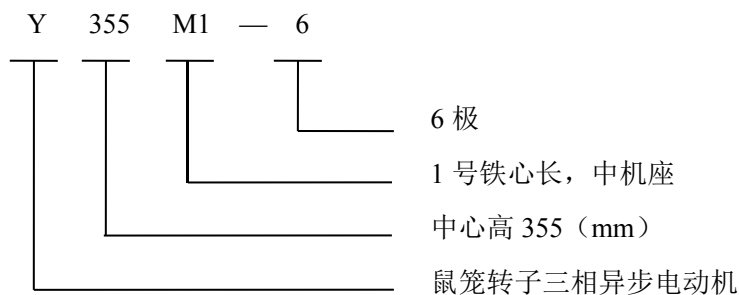 Y 355 M1 — 6
6 极
1 号铁心长，中机座
中心高 355（mm）
鼠笼转子三相异步电动机